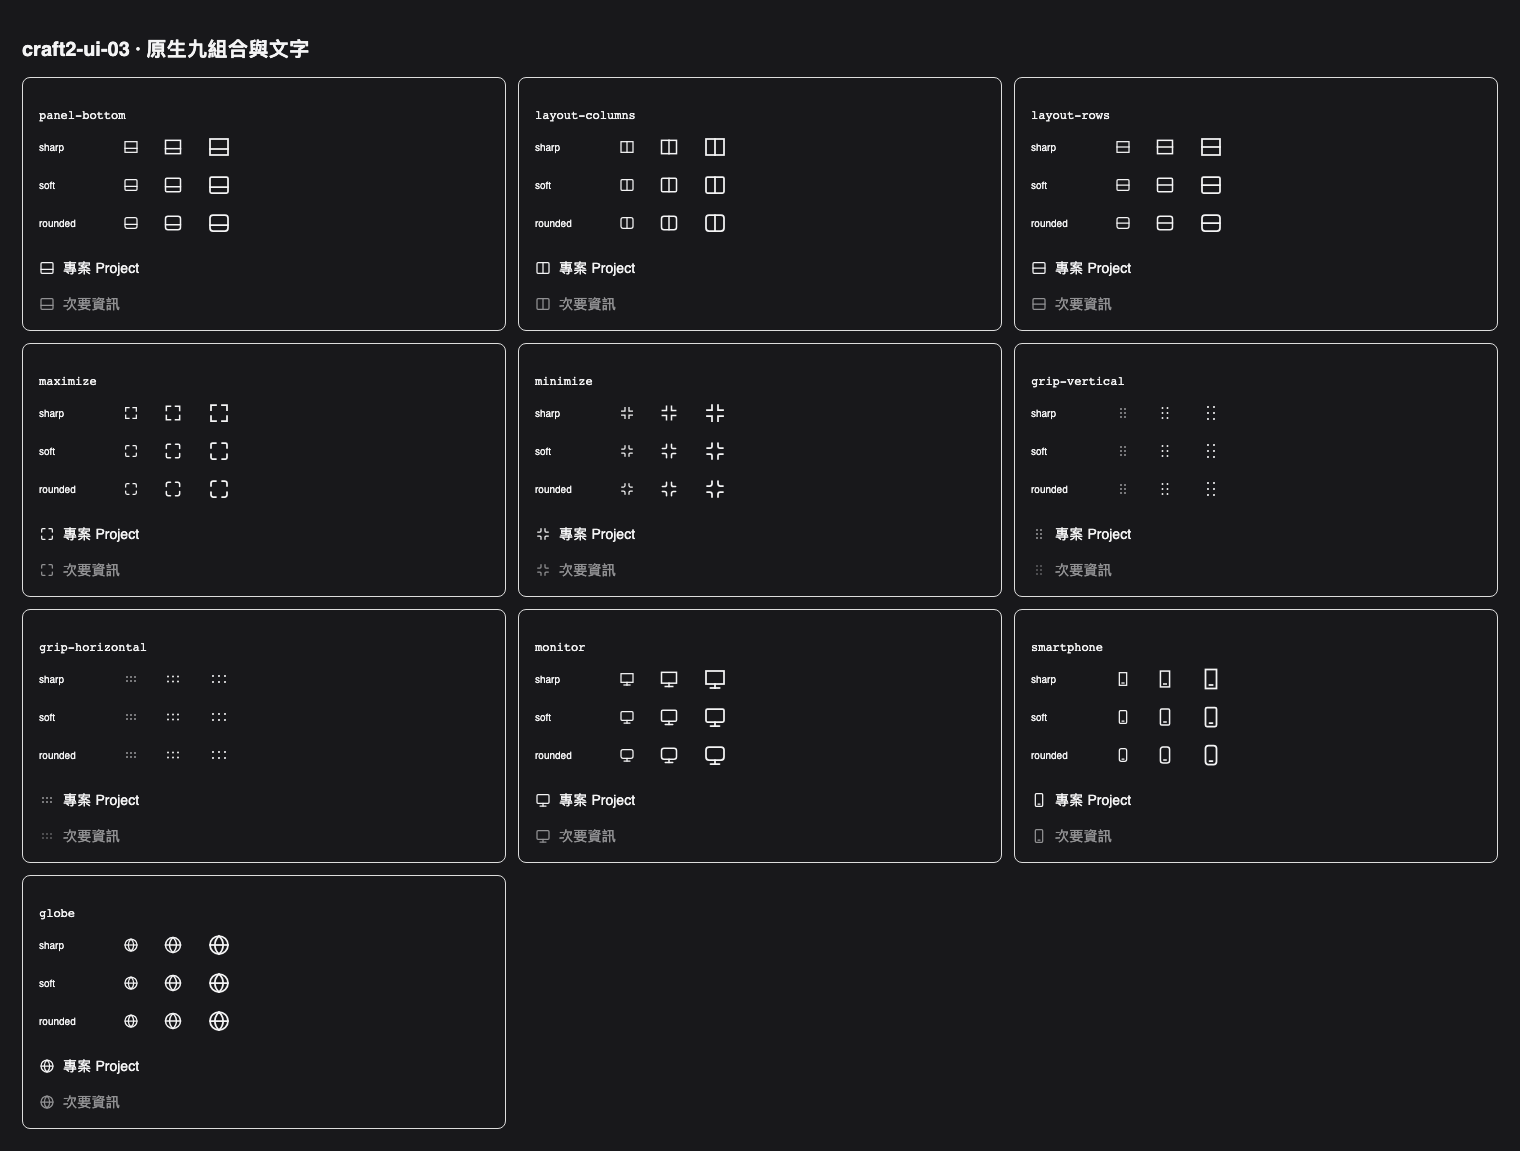 craft2-ui-03 · 原生九組合與文字
panel-bottom
sharp
soft
rounded
專案 Project
次要資訊
layout-columns
sharp
soft
rounded
專案 Project
次要資訊
layout-rows
sharp
soft
rounded
專案 Project
次要資訊
maximize
sharp
soft
rounded
專案 Project
次要資訊
minimize
sharp
soft
rounded
專案 Project
次要資訊
grip-vertical
sharp
soft
rounded
專案 Project
次要資訊
grip-horizontal
sharp
soft
rounded
專案 Project
次要資訊
monitor
sharp
soft
rounded
專案 Project
次要資訊
smartphone
sharp
soft
rounded
專案 Project
次要資訊
globe
sharp
soft
rounded
專案 Project
次要資訊